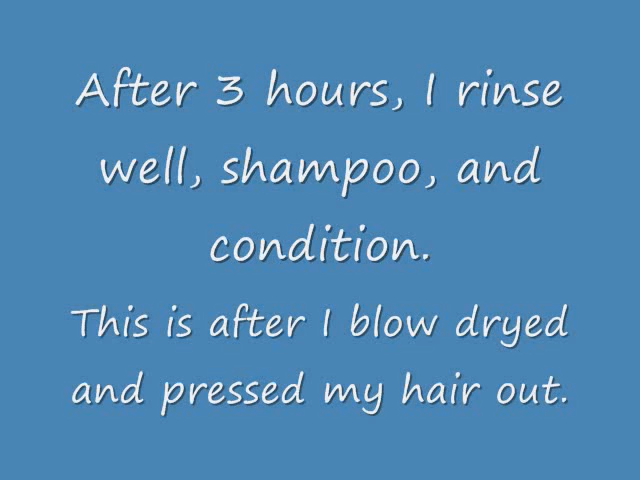 After 3 hours, I rinse
well, shampoo, and
condition.
This is after I blow dryed
and pressed my hair out.